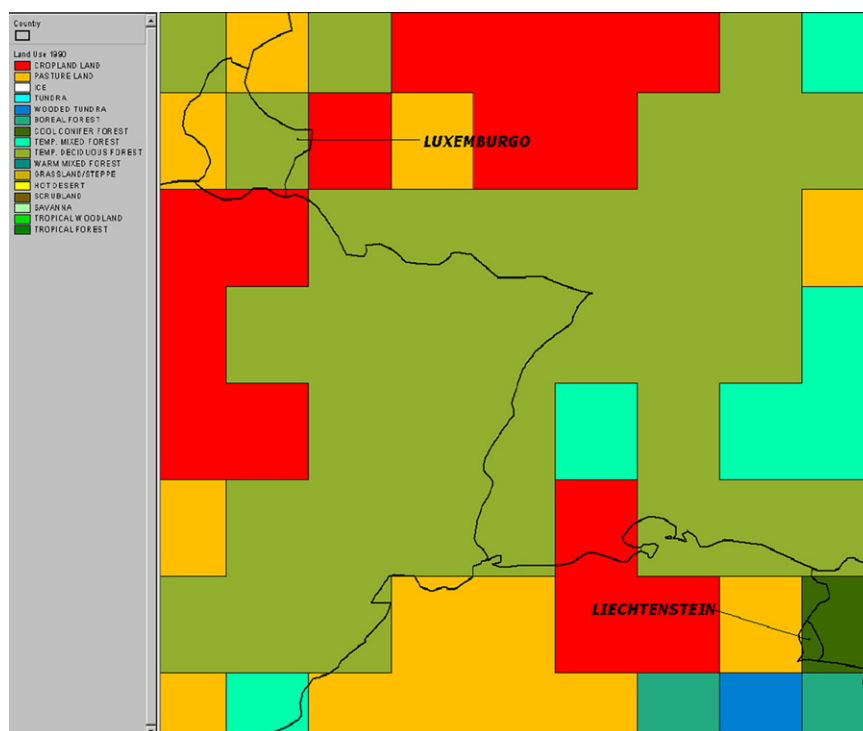 Country
Land Use 1990
CROPLAND LAND
PASTURE LAND
ICE
TUNDRA
WOODED TUNDRA
BOREAL FOREST
COOL CONIFER FOREST
TEMP. MIXED FOREST
TEMP. DECIDUOUS FOREST
WARM MIXED FOREST
GRASSLAND/STEPPE
HOT DESERT
SCRUBLAND
SAVANNA
TROPICAL WOODLAND
TROPICAL FOREST
LUXEMBURGO
LIECHTENSTEIN